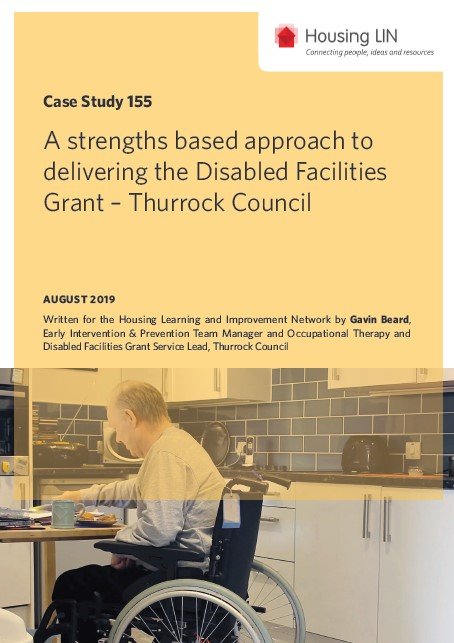 Housing LIN
Connecting people, ideas and resources
Case Study 155
A strengths based approach to
delivering the Disabled Facilities
Grant – Thurrock Council
AUGUST 2019
Written for the Housing Learning and Improvement Network by Gavin Beard,
Early Intervention & Prevention Team Manager and Occupational Therapy and
Disabled Facilities Grant Service Lead, Thurrock Council